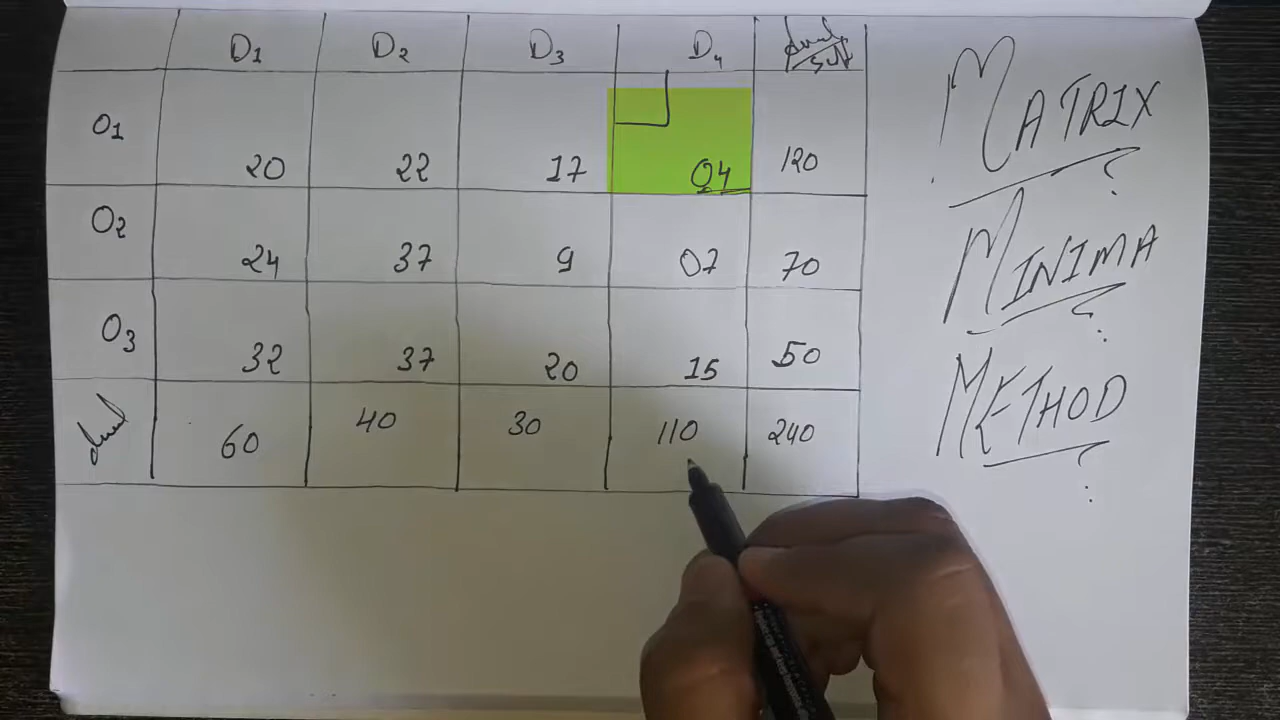 D1 D2 D3 D4
O1 20 22 17 04 120
O2 24 37 9 07 70
O3 32 37 20 15 50
60 40 30 110 240
MATRIX
MINIMA
METHOD